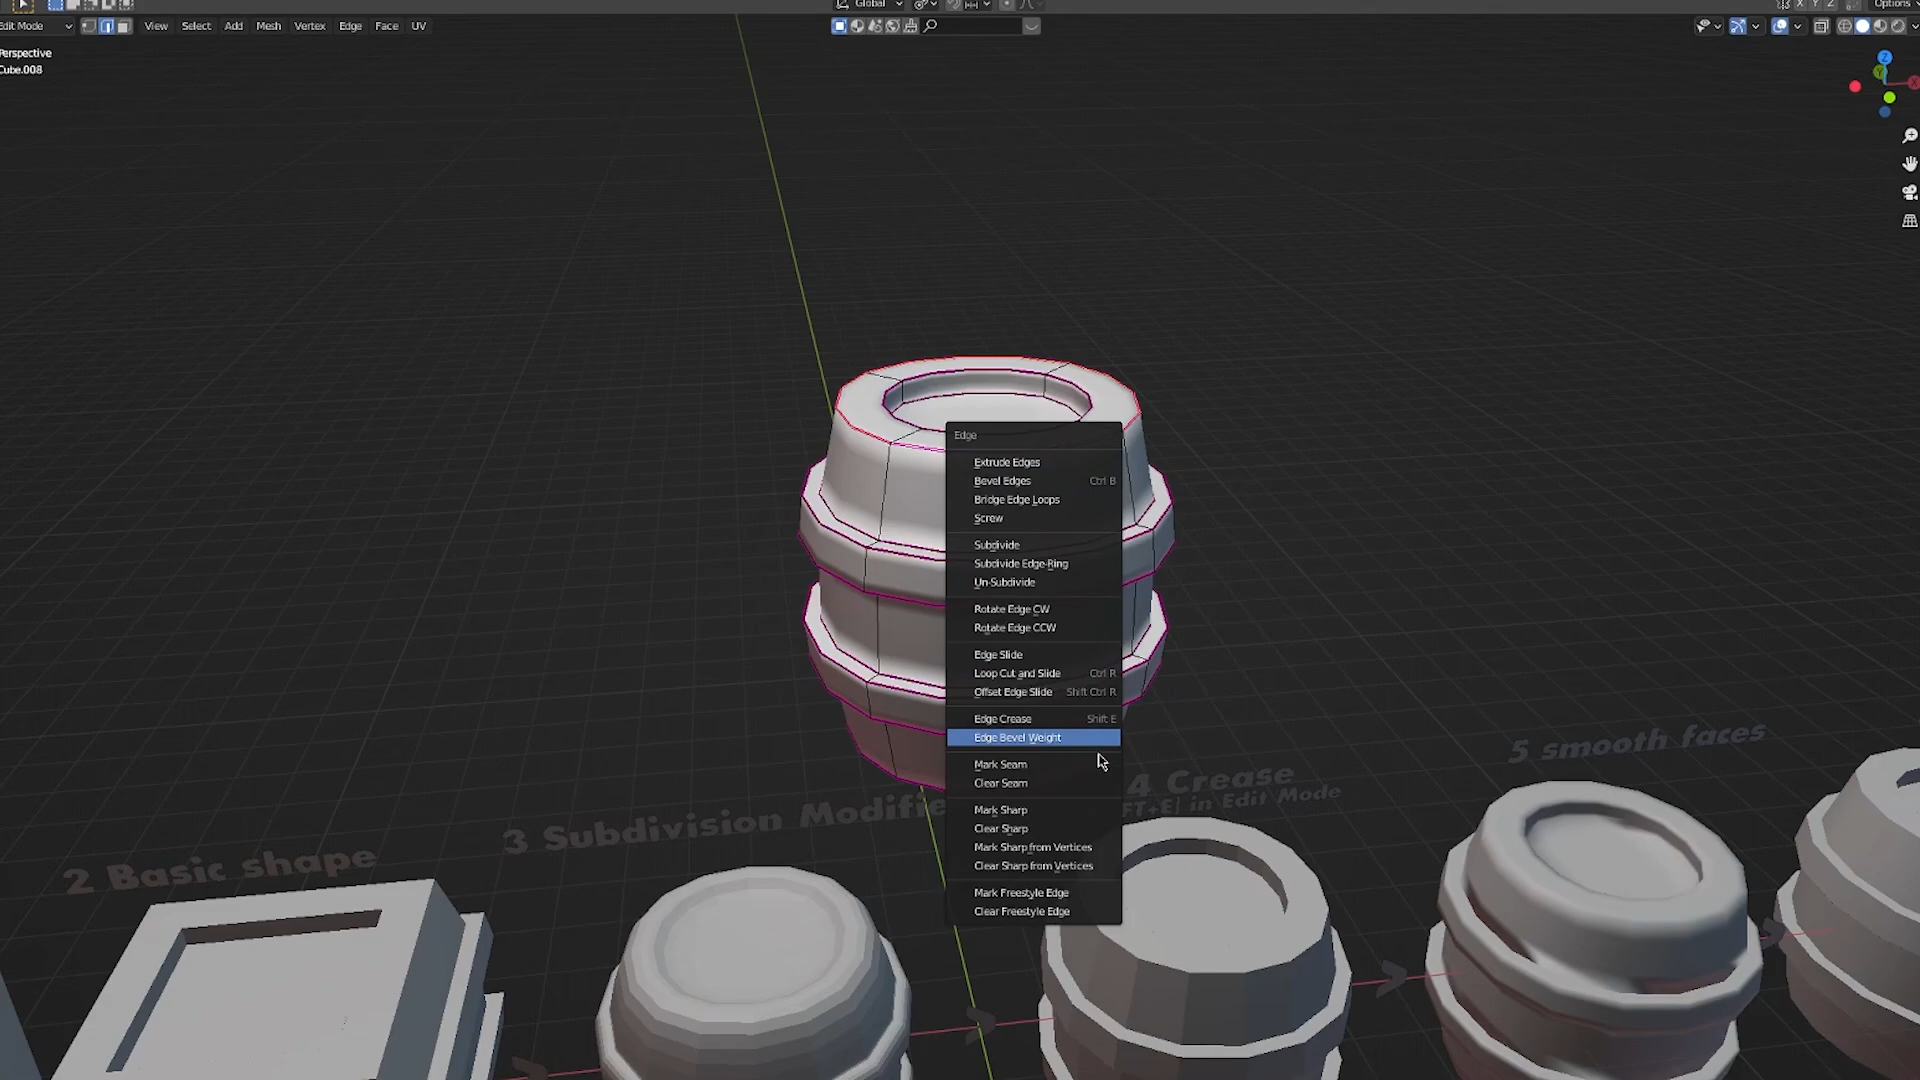 Global
Options
Edit Mode
View
Select
Add
Mesh
Vertex
Edge
Face
UV
Perspective
Cube.008
Z
Y
X
Edge
Extrude Edges
Bevel Edges Ctrl B
Bridge Edge Loops
Screw
Subdivide
Subdivide Edge-Ring
Un-Subdivide
Rotate Edge CW
Rotate Edge CCW
Edge Slide
Loop Cut and Slide Ctrl R
Offset Edge Slide Shift Ctrl R
Edge Crease Shift E
Edge Bevel Weight
Mark Seam
Clear Seam
Mark Sharp
Clear Sharp
Mark Sharp from Vertices
Clear Sharp from Vertices
Mark Freestyle Edge
Clear Freestyle Edge
2 Basic shape
3 Subdivision Modifie
4 Crease
FT+E] in Edit Mode
5 smooth faces